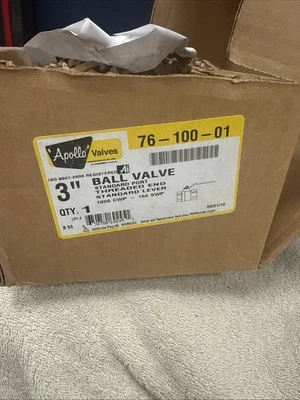 Apollo Valves
76-100-01
ISO 9001:2008 REGISTERED
3" BALL VALVE
STANDARD PORT
THREADED END
STANDARD LEVER
QTY. 1
1000 CWP - 150 SWP